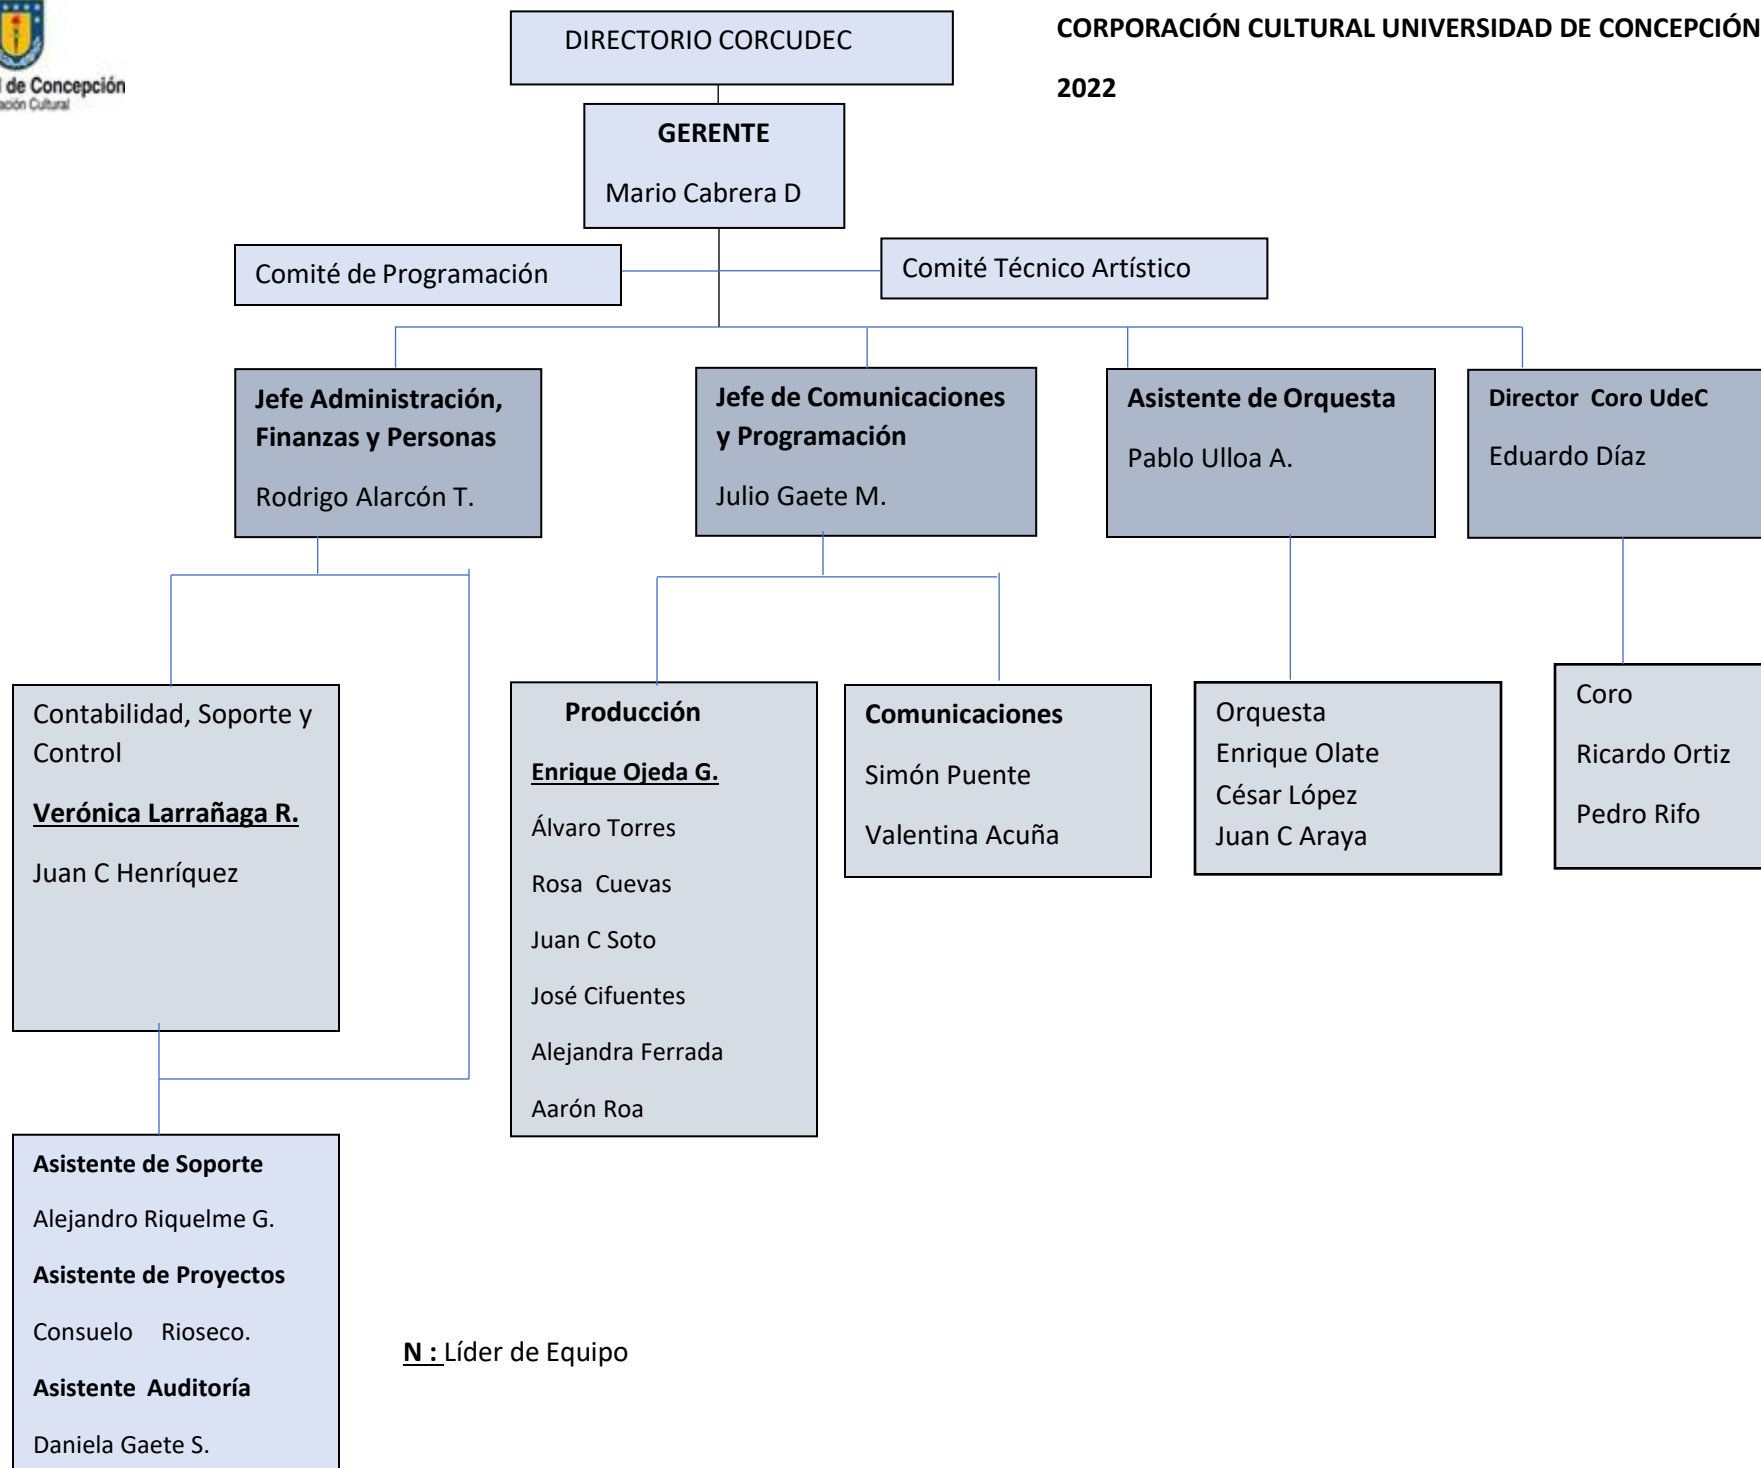 de Concepción
Cultural
DIRECTORIO CORCUDEC
CORPORACIÓN CULTURAL UNIVERSIDAD DE CONCEPCIÓN
2022
GERENTE
Mario Cabrera D
Comité de Programación
Comité Técnico Artístico
Jefe Administración,
Finanzas y Personas
Rodrigo Alarcón T.
Jefe de Comunicaciones
y Programación
Julio Gaete M.
Asistente de Orquesta
Pablo Ulloa A.
Director Coro UdeC
Eduardo Díaz
Contabilidad, Soporte y
Control
Verónica Larrañaga R.
Juan C Henríquez
Producción
Enrique Ojeda G.
Álvaro Torres
Rosa Cuevas
Juan C Soto
José Cifuentes
Alejandra Ferrada
Aarón Roa
Comunicaciones
Simón Puente
Valentina Acuña
Orquesta
Enrique Olate
César López
Juan C Araya
Coro
Ricardo Ortiz
Pedro Rifo
Asistente de Soporte
Alejandro Riquelme G.
Asistente de Proyectos
Consuelo Rioseco.
Asistente Auditoría
Daniela Gaete S.
N : Líder de Equipo